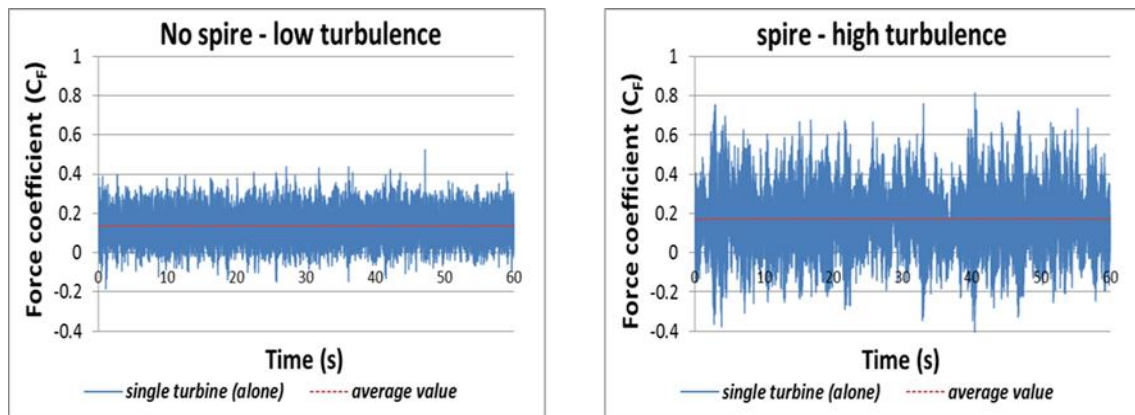 No spire - low turbulence
Force coefficient (CF)
1
0.8
0.6
0.4
0.2
0
-0.2
-0.4
0 10 20 30 40 50 60
Time (s)
single turbine (alone) average value
spire - high turbulence
Force coefficient (CF)
1
0.8
0.6
0.4
0.2
0
-0.2
-0.4
0 10 20 30 40 50 60
Time (s)
single turbine (alone) average value